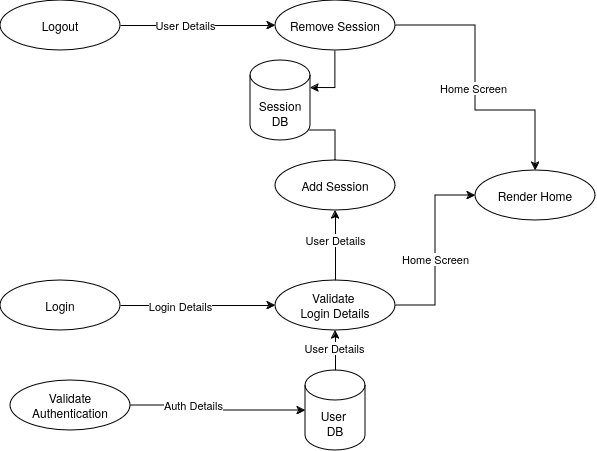 Logout
User Details
Remove Session
Session
DB
Home Screen
Add Session
Render Home
User Details
Home Screen
Login
Login Details
Validate
Login Details
User Details
Validate
Authentication
Auth Details
User
DB